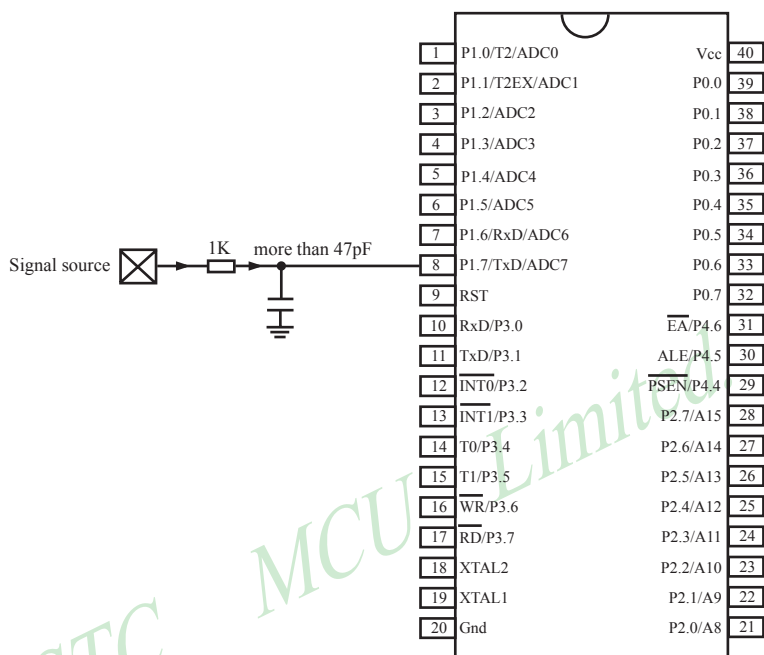 1 P1.0/T2/ADC0 Vcc 40
2 P1.1/T2EX/ADC1 P0.0 39
3 P1.2/ADC2 P0.1 38
4 P1.3/ADC3 P0.2 37
5 P1.4/ADC4 P0.3 36
6 P1.5/ADC5 P0.4 35
7 P1.6/RxD/ADC6 P0.5 34
Signal source 1K more than 47pF 8 P1.7/TxD/ADC7 P0.6 33
9 RST P0.7 32
10 RxD/P3.0 EA/P4.6 31
11 TxD/P3.1 ALE/P4.5 30
12 INT0/P3.2 PSEN/P4.4 29
13 INT1/P3.3 P2.7/A15 28
14 T0/P3.4 P2.6/A14 27
15 T1/P3.5 P2.5/A13 26
16 WR/P3.6 P2.4/A12 25
17 RD/P3.7 P2.3/A11 24
18 XTAL2 P2.2/A10 23
19 XTAL1 P2.1/A9 22
20 Gnd P2.0/A8 21
STC MCU Limited.